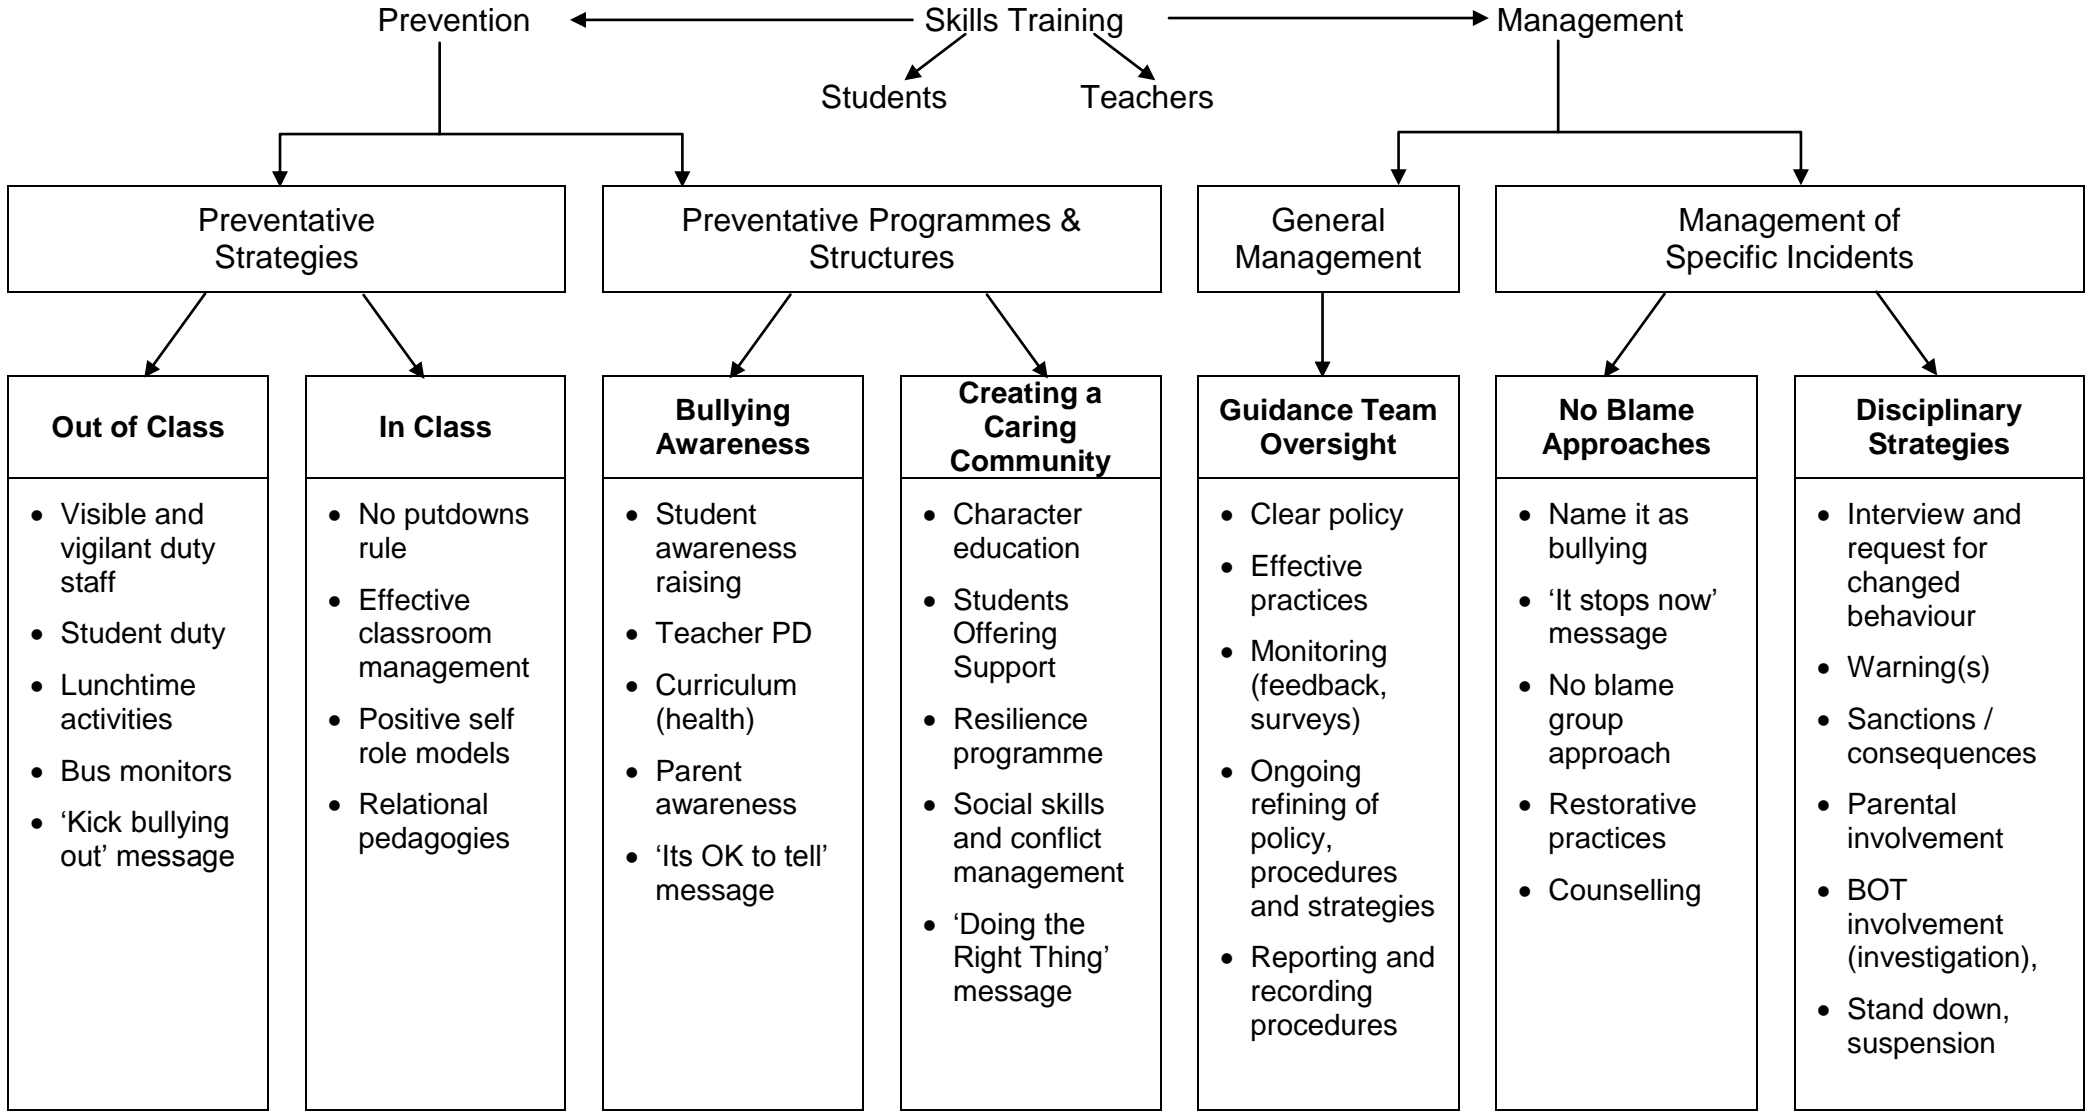 Prevention
Skills Training
Management
Students
Teachers
Preventative
Strategies
Preventative Programmes &
Structures
General
Management
Management of
Specific Incidents
Out of Class
• Visible and
vigilant duty
staff
• Student duty
• Lunchtime
activities
• Bus monitors
• ‘Kick bullying
out’ message
In Class
• No putdowns
rule
• Effective
classroom
management
• Positive self
role models
• Relational
pedagogies
Bullying
Awareness
• Student
awareness
raising
• Teacher PD
• Curriculum
(health)
• Parent
awareness
• ‘Its OK to tell’
message
Creating a
Caring
Community
• Character
education
• Students
Offering
Support
• Resilience
programme
• Social skills
and conflict
management
• ‘Doing the
Right Thing’
message
Guidance Team
Oversight
• Clear policy
• Effective
practices
• Monitoring
(feedback,
surveys)
• Ongoing
refining of
policy,
procedures
and strategies
• Reporting and
recording
procedures
No Blame
Approaches
• Name it as
bullying
• ‘It stops now’
message
• No blame
group
approach
• Restorative
practices
• Counselling
Disciplinary
Strategies
• Interview and
request for
changed
behaviour
• Warning(s)
• Sanctions /
consequences
• Parental
involvement
• BOT
involvement
(investigation),
• Stand down,
suspension